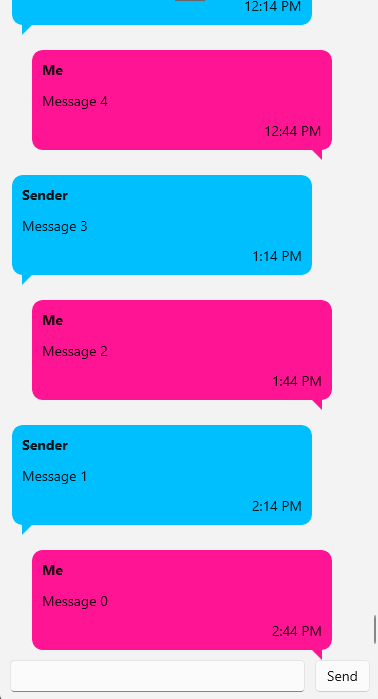 12:14 PM
Me
Message 4
12:44 PM
Sender
Message 3
1:14 PM
Me
Message 2
1:44 PM
Sender
Message 1
2:14 PM
Me
Message 0
2:44 PM
Send